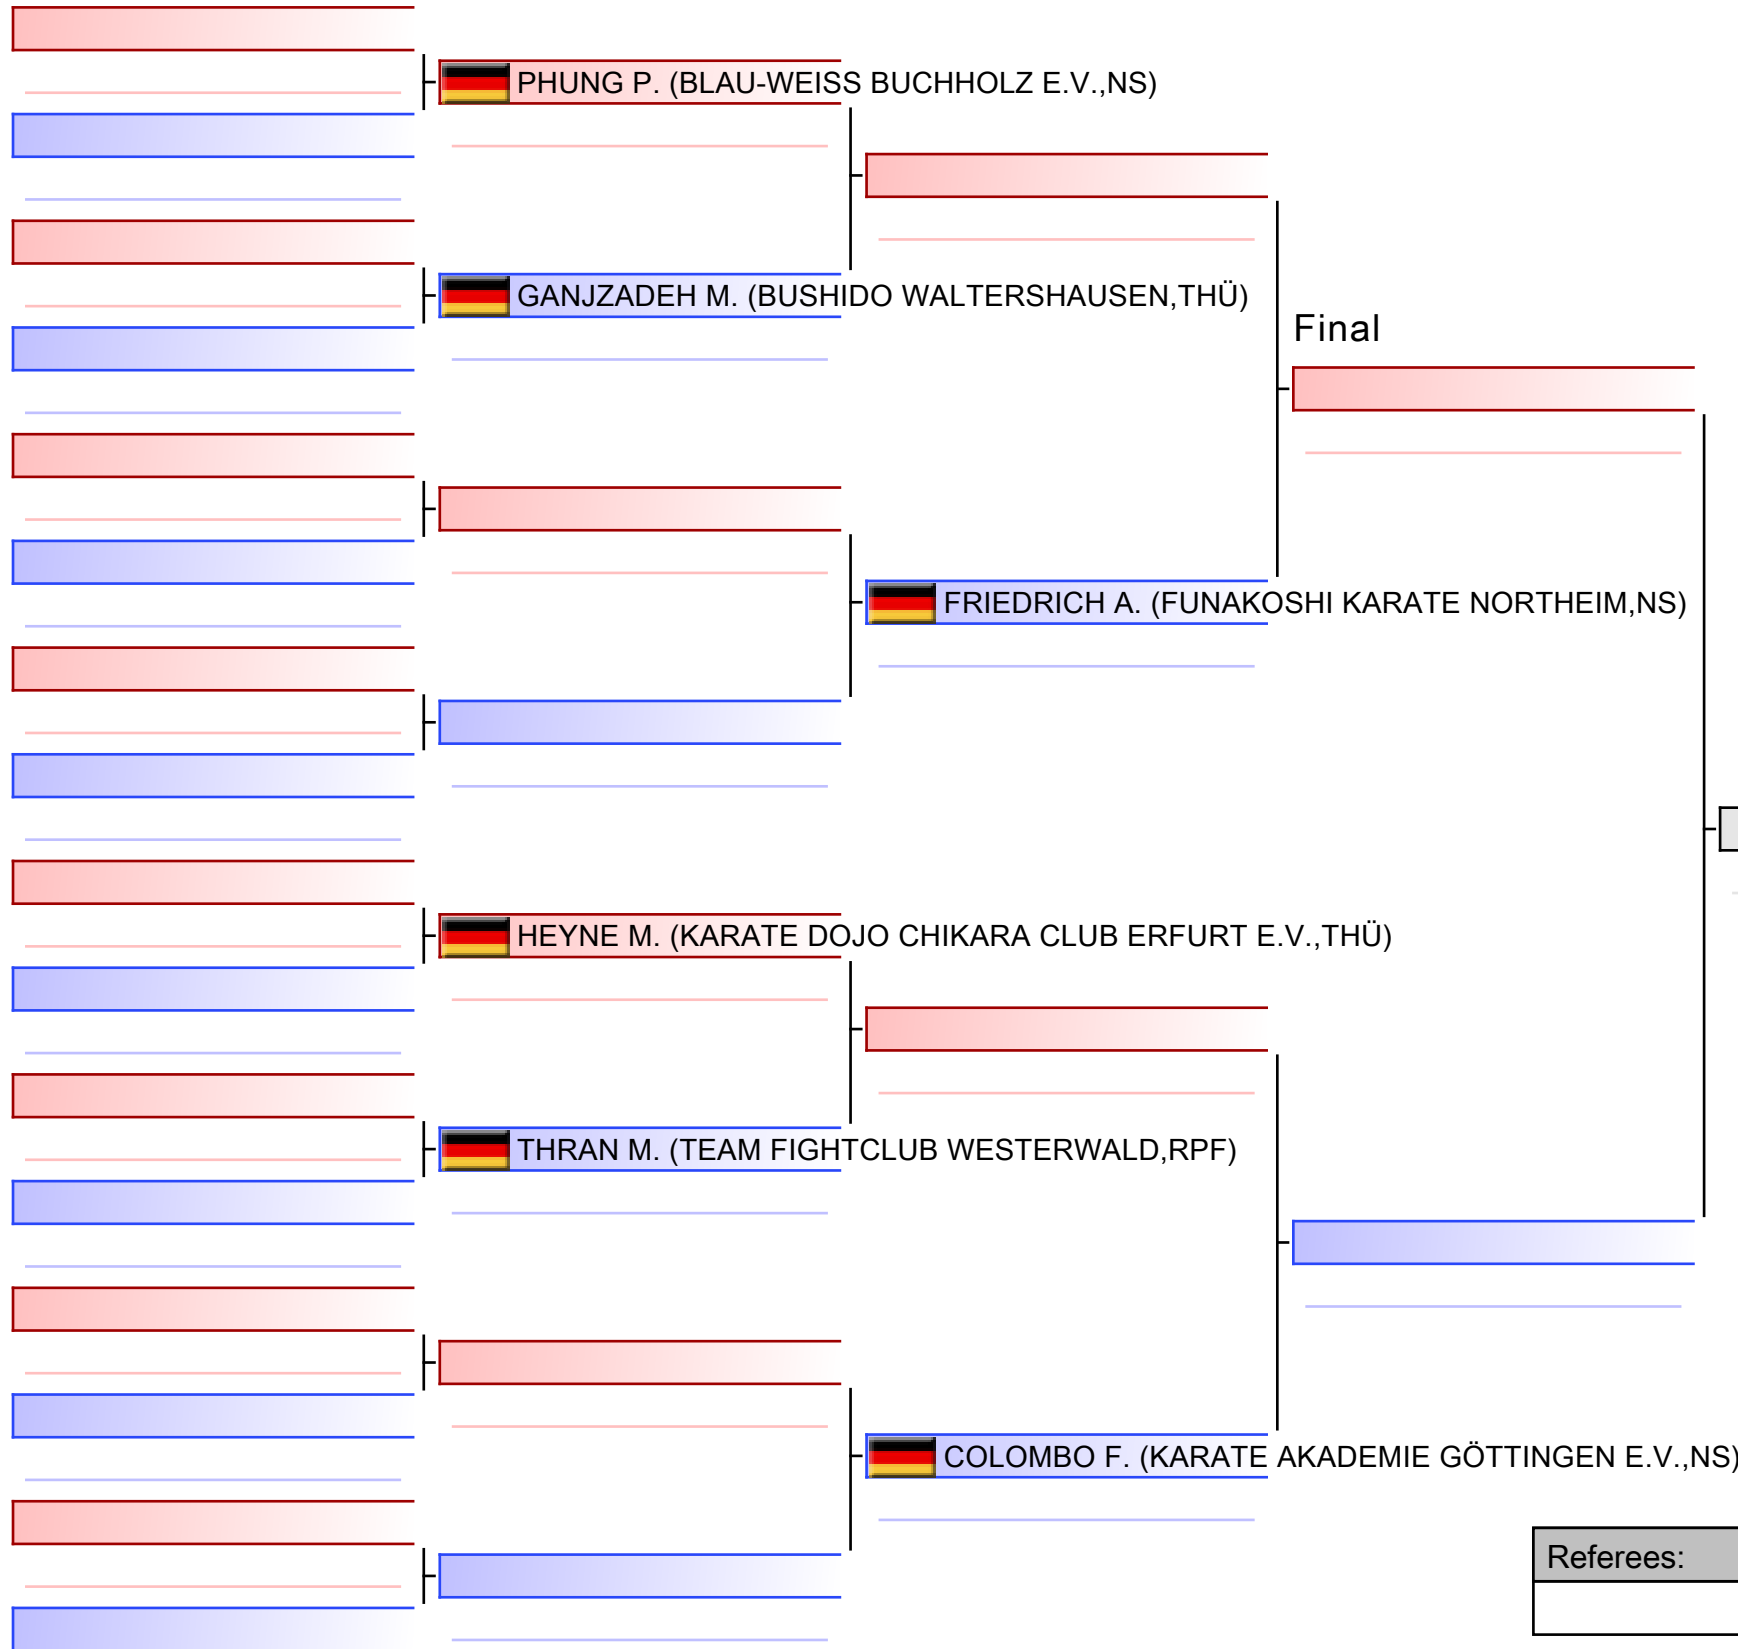 PHUNG P. (BLAU-WEISS BUCHHOLZ E.V.,NS)
GANJZADEH M. (BUSHIDO WALTERSHAUSEN,THÜ)
Final
FRIEDRICH A. (FUNAKOSHI KARATE NORTHEIM,NS)
HEYNE M. (KARATE DOJO CHIKARA CLUB ERFURT E.V.,THÜ)
THRAN M. (TEAM FIGHTCLUB WESTERWALD,RPF)
COLOMBO F. (KARATE AKADEMIE GÖTTINGEN E.V.,NS)
Referees: